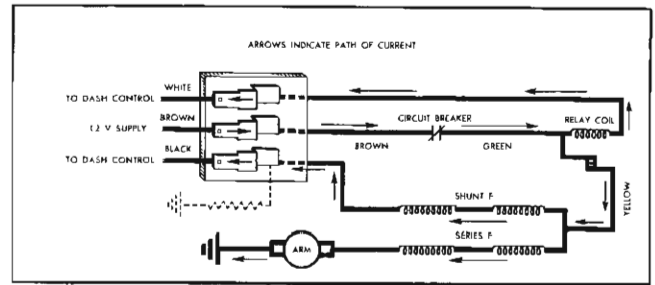 ARROWS INDICATE PATH OF CURRENT
WHITE
TO DASH CONTROL
BROWN
12 V SUPPLY
BLACK
TO DASH CONTROL
CIRCUIT BREAKER
RELAY COIL
BROWN
GREEN
YELLOW
SHUNT F
SERIES F
ARM